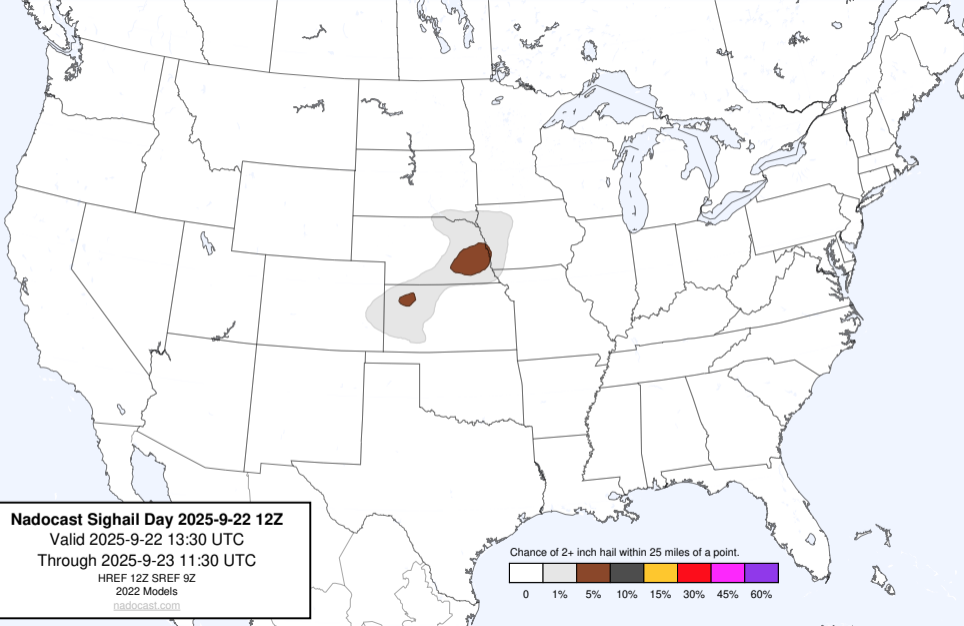 Nadocast Sighail Day 2025-9-22 12Z
Valid 2025-9-22 13:30 UTC
Through 2025-9-23 11:30 UTC
HREF 12Z SREF 9Z
2022 Models
nadocast.com
Chance of 2+ inch hail within 25 miles of a point.
0 1% 5% 10% 15% 30% 45% 60%